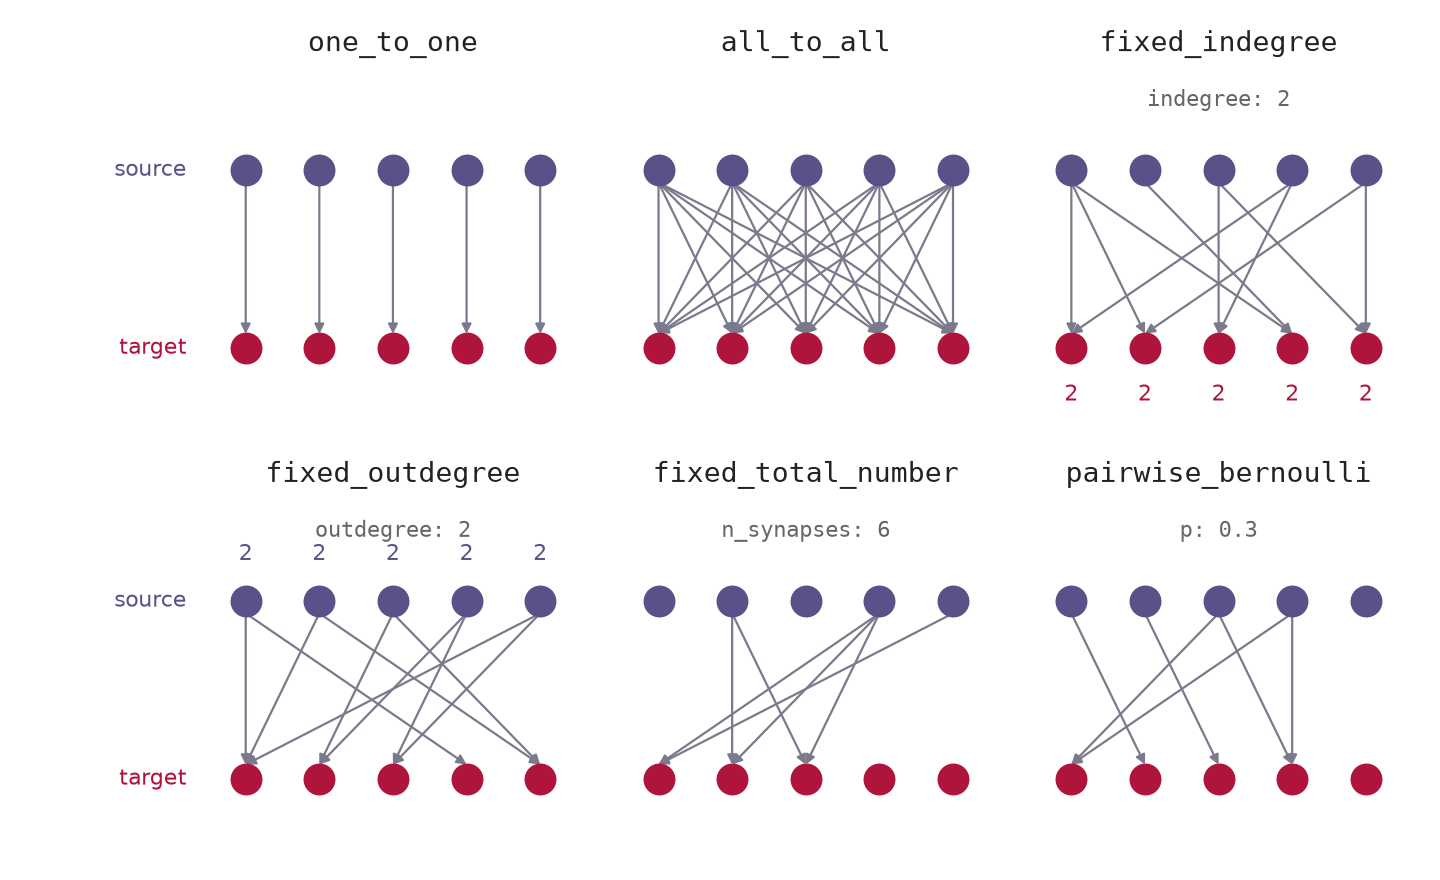 one_to_one
all_to_all
fixed_indegree
indegree: 2
source
target
2 2 2 2 2
fixed_outdegree
fixed_total_number
pairwise_bernoulli
outdegree: 2
n_synapses: 6
p: 0.3
2 2 2 2 2
source
target